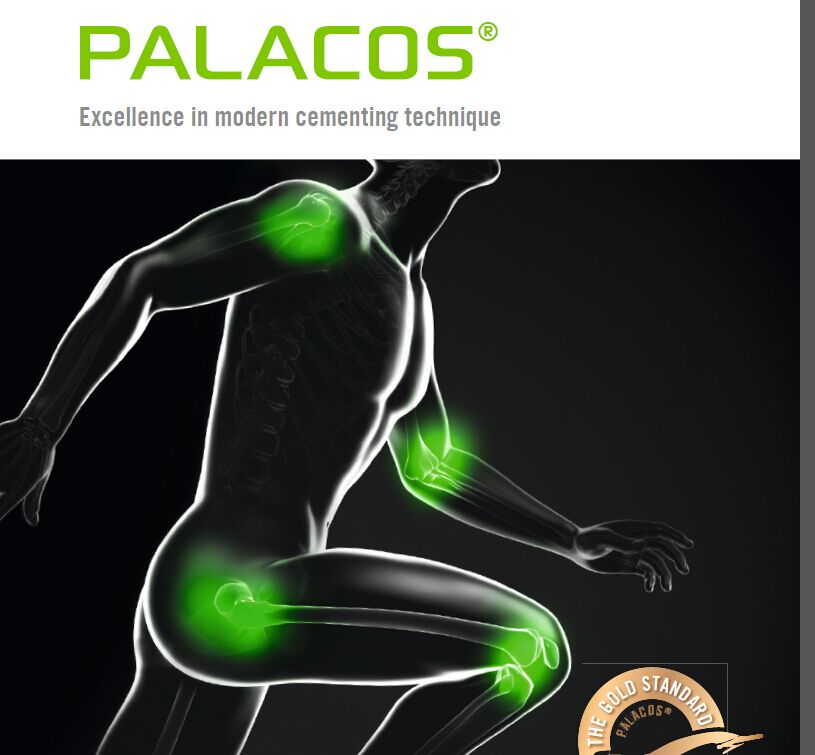 PALACOS®
Excellence in modern cementing technique
THE GOLD STANDARD
PALACOS®